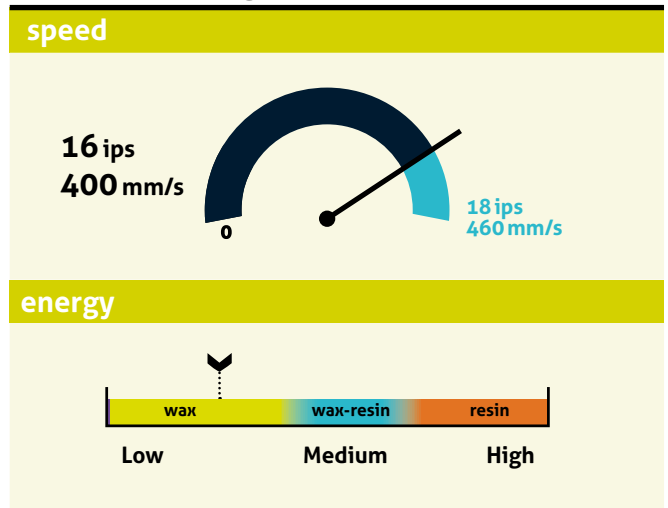 speed
16 ips
400 mm/s
0
18 ips
460 mm/s
energy
wax wax-resin resin
Low Medium High